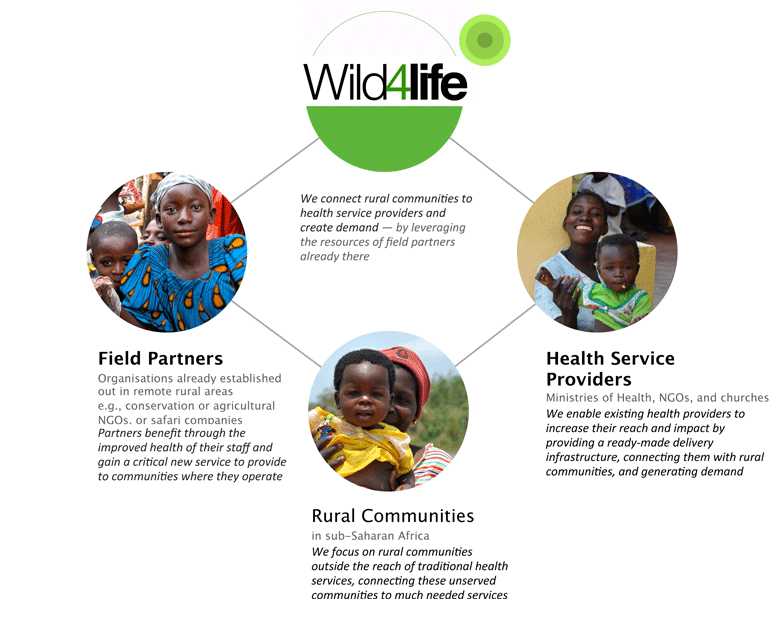 Wild4life
We connect rural communities to
health service providers and
create demand — by leveraging
the resources of field partners
already there
Field Partners
Organisations already established
out in remote rural areas
e.g., conservation or agricultural
NGOs. or safari companies
Partners benefit through the
improved health of their staff and
gain a critical new service to provide
to communities where they operate
Health Service
Providers
Ministries of Health, NGOs, and churches
We enable existing health providers to
increase their reach and impact by
providing a ready-made delivery
infrastructure, connecting them with rural
communities, and generating demand
Rural Communities
in sub-Saharan Africa
We focus on rural communities
outside the reach of traditional health
services, connecting these unserved
communities to much needed services